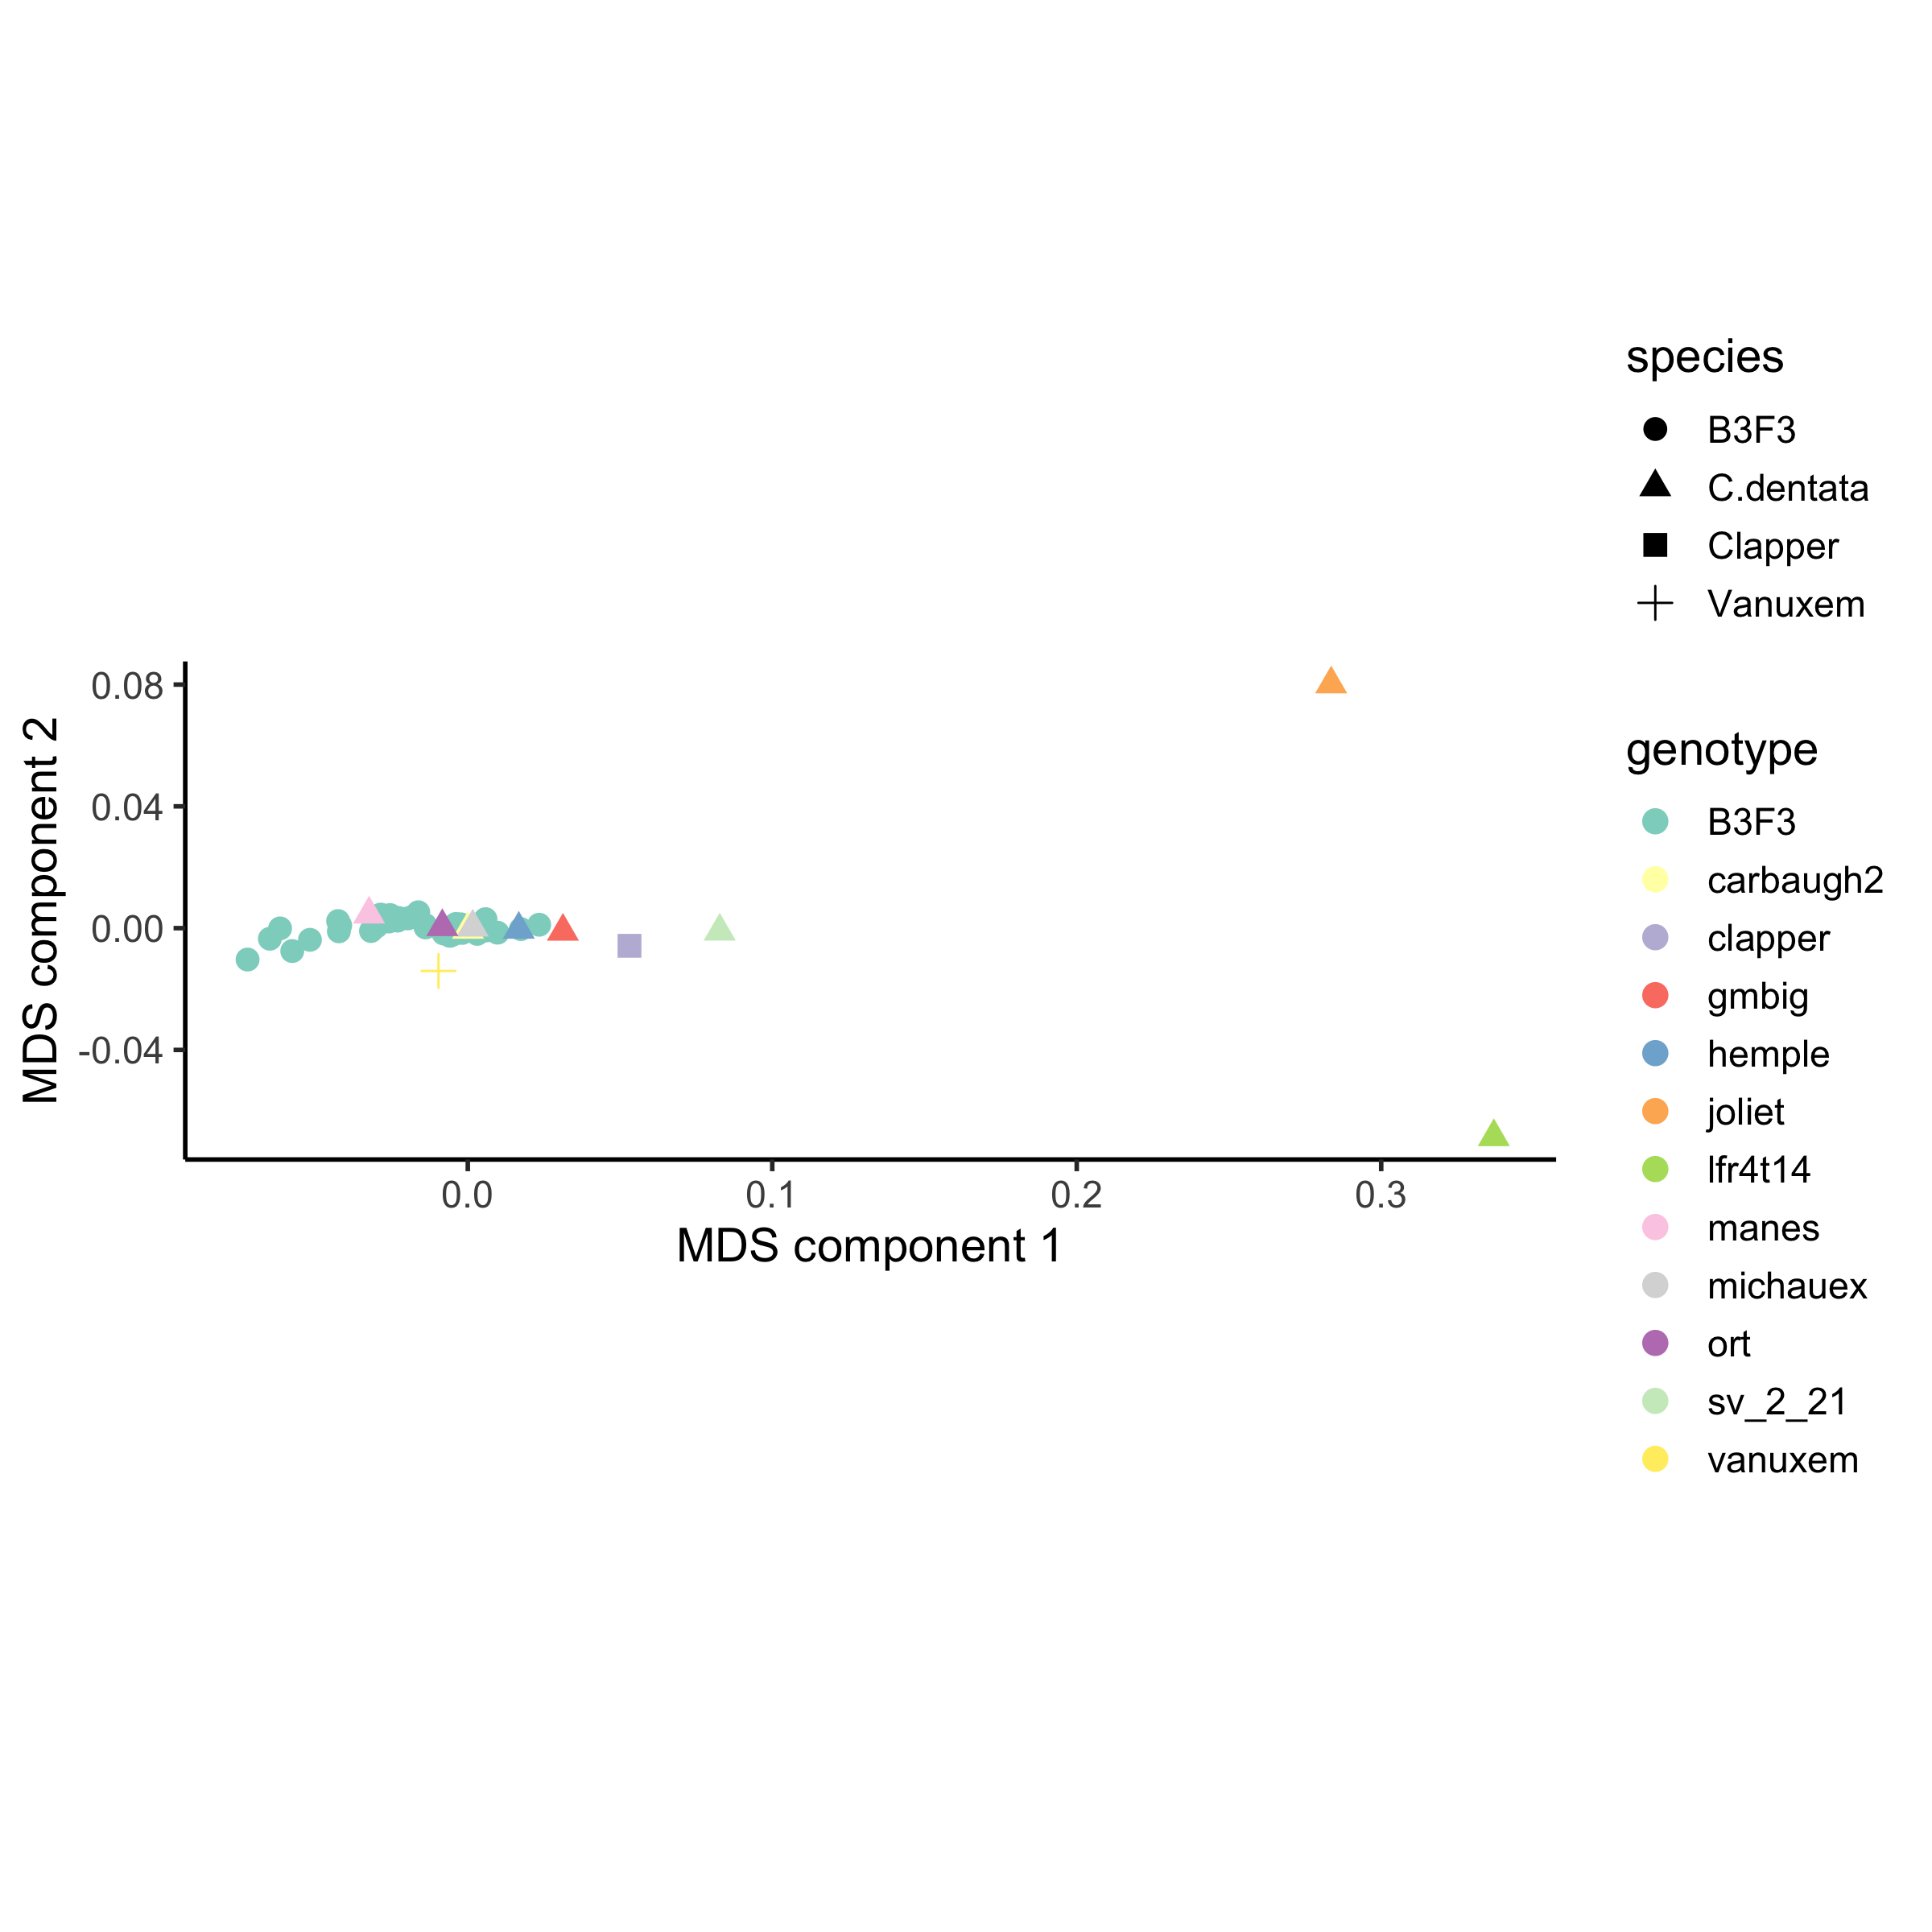 species
B3F3
C.dentata
Clapper
Vanuxem
genotype
B3F3
carbaugh2
clapper
gmbig
hemple
joliet
lfr4t14
manes
michauex
ort
sv_2_21
vanuxem
MDS component 2
0.08
0.04
0.00
-0.04
0.0 0.1 0.2 0.3
MDS component 1